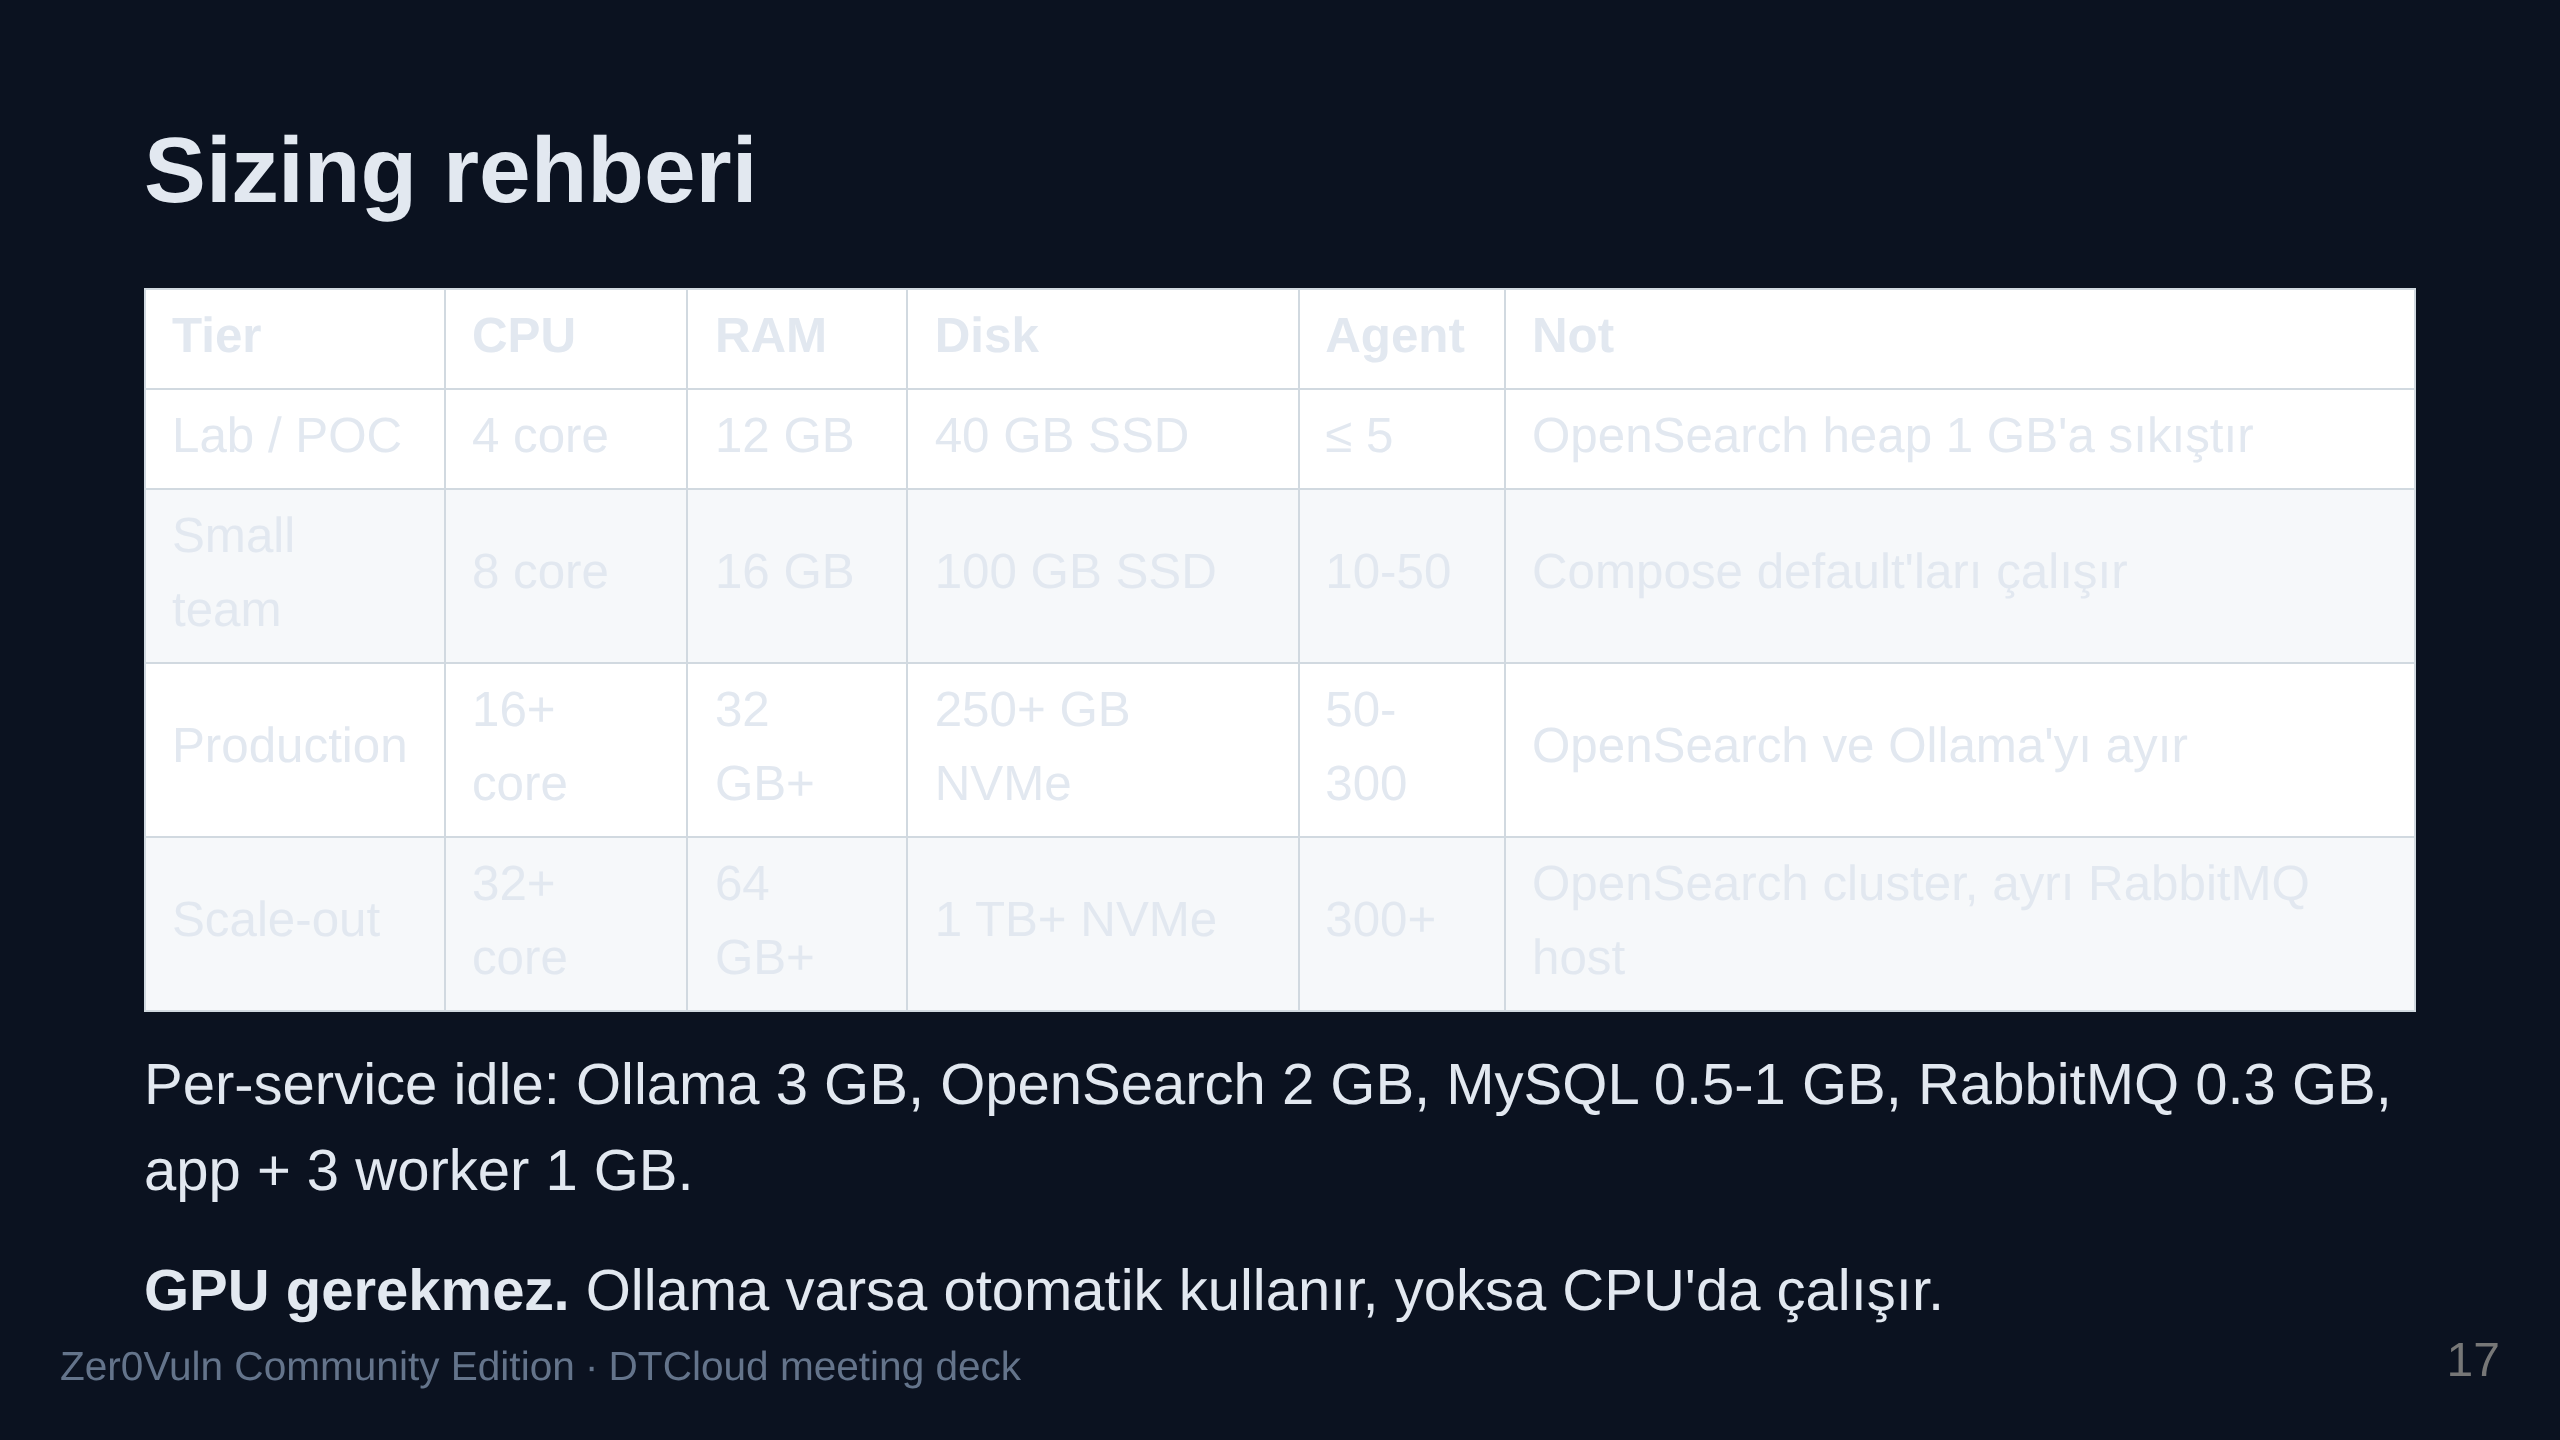 Sizing rehberi
Tier CPU RAM Disk Agent Not
Lab / POC 4 core 12 GB 40 GB SSD ≤ 5 OpenSearch heap 1 GB'a sıkıştır
Small team 8 core 16 GB 100 GB SSD 10-50 Compose default'ları çalışır
Production 16+ core 32 GB+ 250+ GB NVMe 50-300 OpenSearch ve Ollama'yı ayır
Scale-out 32+ core 64 GB+ 1 TB+ NVMe 300+ OpenSearch cluster, ayrı RabbitMQ host
Per-service idle: Ollama 3 GB, OpenSearch 2 GB, MySQL 0.5-1 GB, RabbitMQ 0.3 GB,
app + 3 worker 1 GB.
GPU gerekmez. Ollama varsa otomatik kullanır, yoksa CPU'da çalışır.
Zer0Vuln Community Edition · DTCloud meeting deck
17